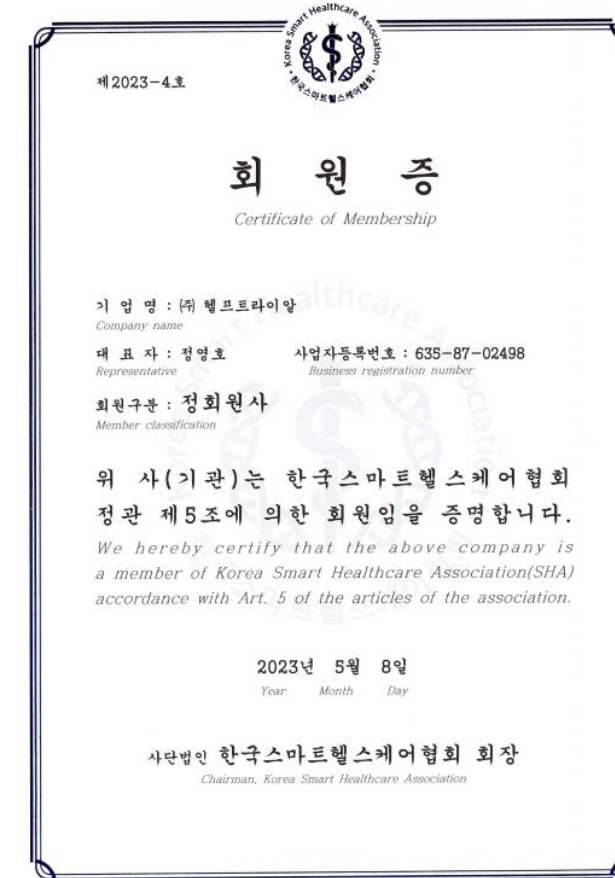 Korea Smart Healthcare Association
한국스마트헬스케어협회
제2023-4호
회 원 증
Certificate of Membership
기 업 명 : ㈜ 헬프트라이알
Company name
대 표 자 : 정영호 사업자등록번호 : 635-87-02498
Representative Business registration number
회원구분 : 정회원사
Member classification
위 사(기관)는 한국스마트헬스케어협회
정관 제5조에 의한 회원임을 증명합니다.
We hereby certify that the above company is
a member of Korea Smart Healthcare Association(SHA)
accordance with Art. 5 of the articles of the association.
2023년 5월 8일
Year Month Day
사단법인 한국스마트헬스케어협회 회장
Chairman, Korea Smart Healthcare Association